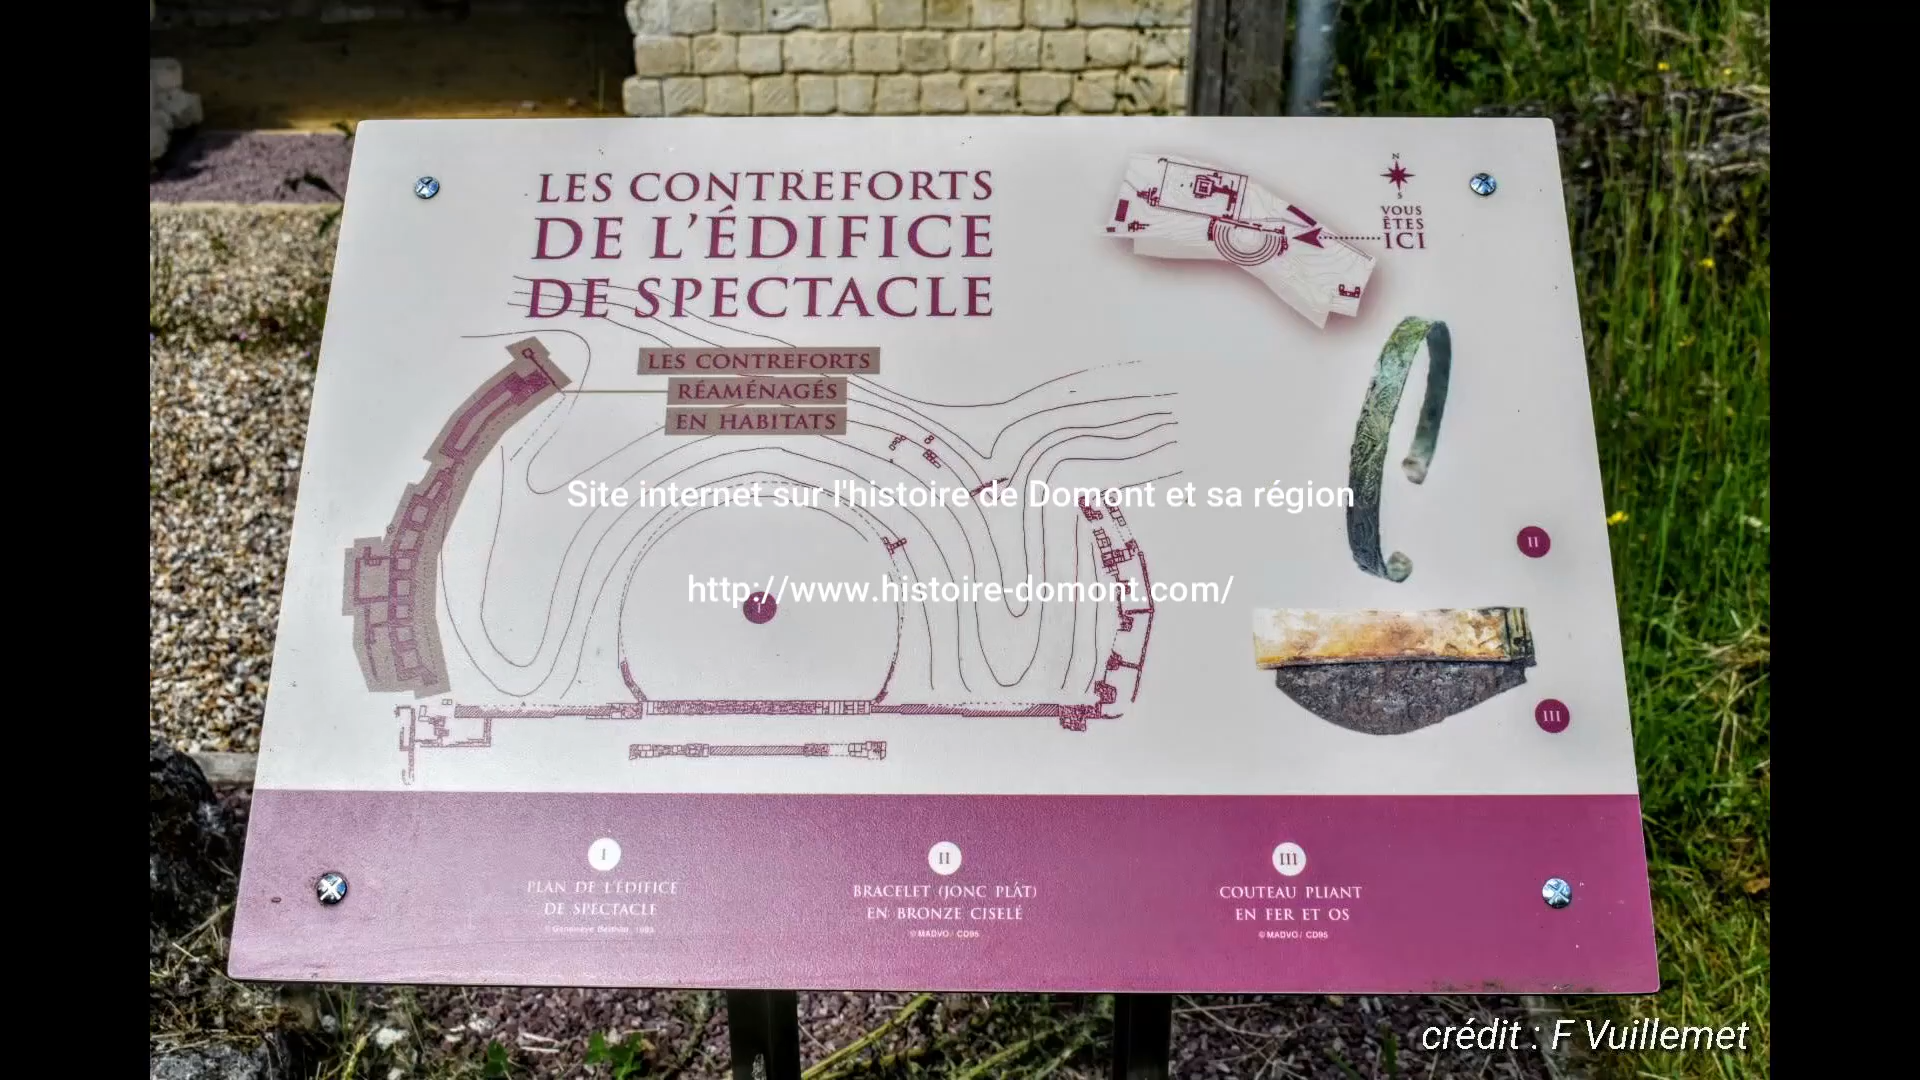 LES CONTREFORTS
DE L'ÉDIFICE
DE SPECTACLE
N
S
VOUS
ÊTES
ICI
LES CONTREFORTS
RÉAMÉNAGÉS
EN HABITATS
Site internet sur l'histoire de Domont et sa région
http://www.histoire-domont.com/
I
II
III
I
PLAN DE L'ÉDIFICE
DE SPECTACLE
II
BRACELET (JONC PLÂT)
EN BRONZE CISELÉ
© MADVO / CD95
III
COUTEAU PLIANT
EN FER ET OS
© MADVO / CD95
crédit : F Vuillemet